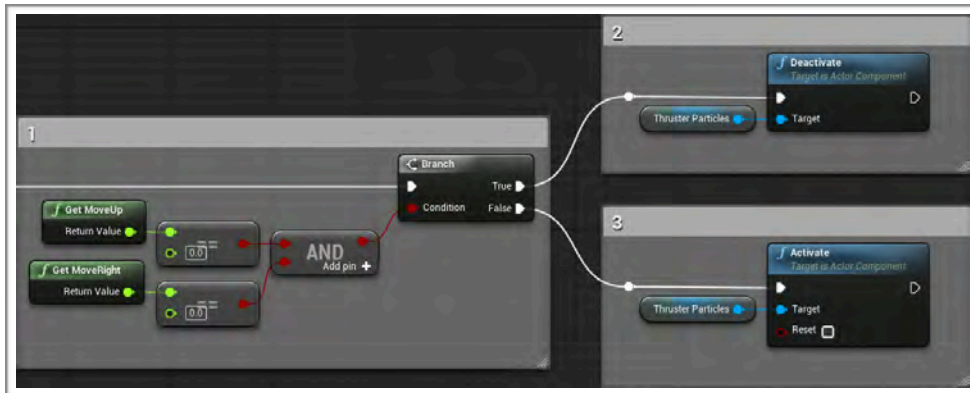 1
Get MoveUp
Return Value
==
0.0
Get MoveRight
Return Value
==
0.0
AND
Add pin +
Branch
True
Condition
False
2
Deactivate
Target is Actor Component
Thruster Particles
Target
3
Activate
Target is Actor Component
Thruster Particles
Target
Reset